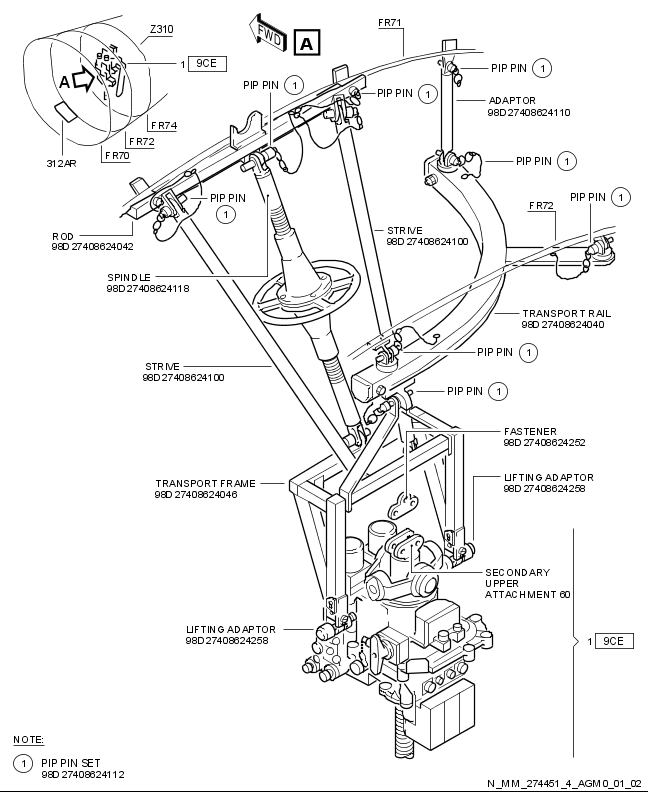 Z310
1 9CE
A
FR74
FR72
FR70
312AR
FWD
A
FR71
PIP PIN 1
PIP PIN 1
PIP PIN 1
ADAPTOR
98D27408624110
PIP PIN 1
PIP PIN 1
FR72
PIP PIN
1
ROD
98D27408624042
STRIVE
98D27408624100
SPINDLE
98D27408624118
TRANSPORT RAIL
98D27408624040
PIP PIN 1
STRIVE
98D27408624100
PIP PIN 1
FASTENER
98D27408624252
TRANSPORT FRAME
98D27408624046
LIFTING ADAPTOR
98D27408624258
SECONDARY
UPPER
ATTACHMENT 60
LIFTING ADAPTOR
98D27408624258
1 9CE
NOTE:
1 PIP PIN SET
98D27408624112
N_MM_274451_4_AGM0_01_02